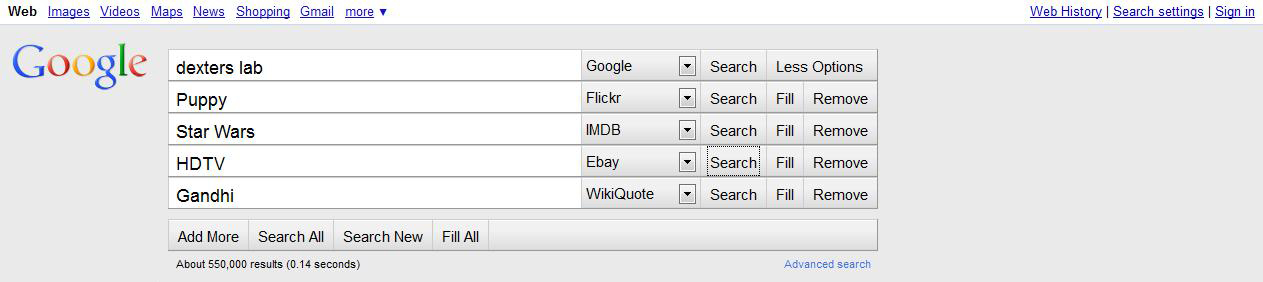 Web Images Videos Maps News Shopping Gmail more ▼ Web History | Search settings | Sign in
Google
dexters lab Google Search Less Options
Puppy Flickr Search Fill Remove
Star Wars IMDB Search Fill Remove
HDTV Ebay Search Fill Remove
Gandhi WikiQuote Search Fill Remove
Add More Search All Search New Fill All
About 550,000 results (0.14 seconds) Advanced search